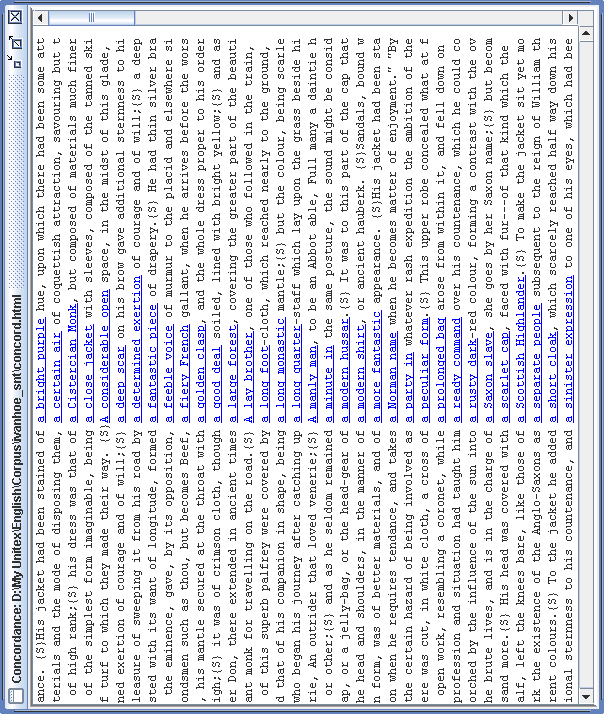 Concordance: D:\My Unitex\English\Corpus\ivanhoe_snt\concord.html
ance. {S}His jacket had been stained of a bright purple hue, upon which there had been some att
terials and the mode of disposing them, a certain air of coquettish attraction, savouring but t
of high rank;{S} his dress was that of a Cistercian Monk, but composed of materials much finer
of the simplest form imaginable, being a close jacket with sleeves, composed of the tanned ski
f turf to which they made their way. {S}A considerable open space, in the midst of this glade,
ned exertion of courage and of will;{S} a deep scar on his brow gave additional sternness to hi
leasure of sweeping it from his road by a determined exertion of courage and of will;{S} a deep
sted with its want of longitude, formed a fantastic piece of drapery.{S} He had thin silver bra
the eminence, gave, by its opposition, a feeble voice of murmur to the placid and elsewhere si
ondsmen such as thou, but becomes Beef, a fiery French gallant, when he arrives before the wors
, his mantle secured at the throat with a golden clasp, and the whole dress proper to his order
igh;{S} it was of crimson cloth, though a good deal soiled, lined with bright yellow;{S} and as
er Don, there extended in ancient times a large forest, covering the greater part of the beauti
ant monk for travelling on the road.{S} A lay brother, one of those who followed in the train,
of this superb palfrey were covered by a long foot-cloth, which reached nearly to the ground,
d that of his companion in shape, being a long monastic mantle;{S} but the colour, being scarle
who began his journey after catching up a long quarter-staff which lay upon the grass beside hi
rie, An outrider that loved venerie;{S} A manly man, to be an Abbot able, Full many a daintie h
or other;{S} and as he seldom remained a minute in the same posture, the sound might be consid
ap, or a jelly-bag, or the head-gear of a modern hussar.{S} It was to this part of the cap that
he head and shoulders, in the manner of a modern shirt, or ancient hauberk. {S}Sandals, bound w
n form, was of better materials, and of a more fantastic appearance. {S}His jacket had been sta
on when he requires tendance, and takes a Norman name when he becomes matter of enjoyment." "By
the certain hazard of being involved as a party in whatever rash expedition the ambition of the
ere was cut, in white cloth, a cross of a peculiar form.{S} This upper robe concealed what at f
open work, resembling a coronet, while a prolonged bag arose from within it, and fell down on
profession and situation had taught him a ready command over his countenance, which he could co
orched by the influence of the sun into a rusty dark-red colour, forming a contrast with the ov
he brut lives, and is in the charge of a Saxon slave, she goes by her Saxon name;{S} but becom
sand more.{S} His head was covered with a scarlet cap, faced with fur---of that kind which the
alf, left the knees bare, like those of a Scottish Highlander.{S} To make the jacket sit yet mo
rk the existence of the Anglo-Saxons as a separate people subsequent to the reign of William th
rent colours.{S} To the jacket he added a short cloak, which scarcely reached half way down his
ional sternness to his countenance, and a sinister expression to one of his eyes, which had bee